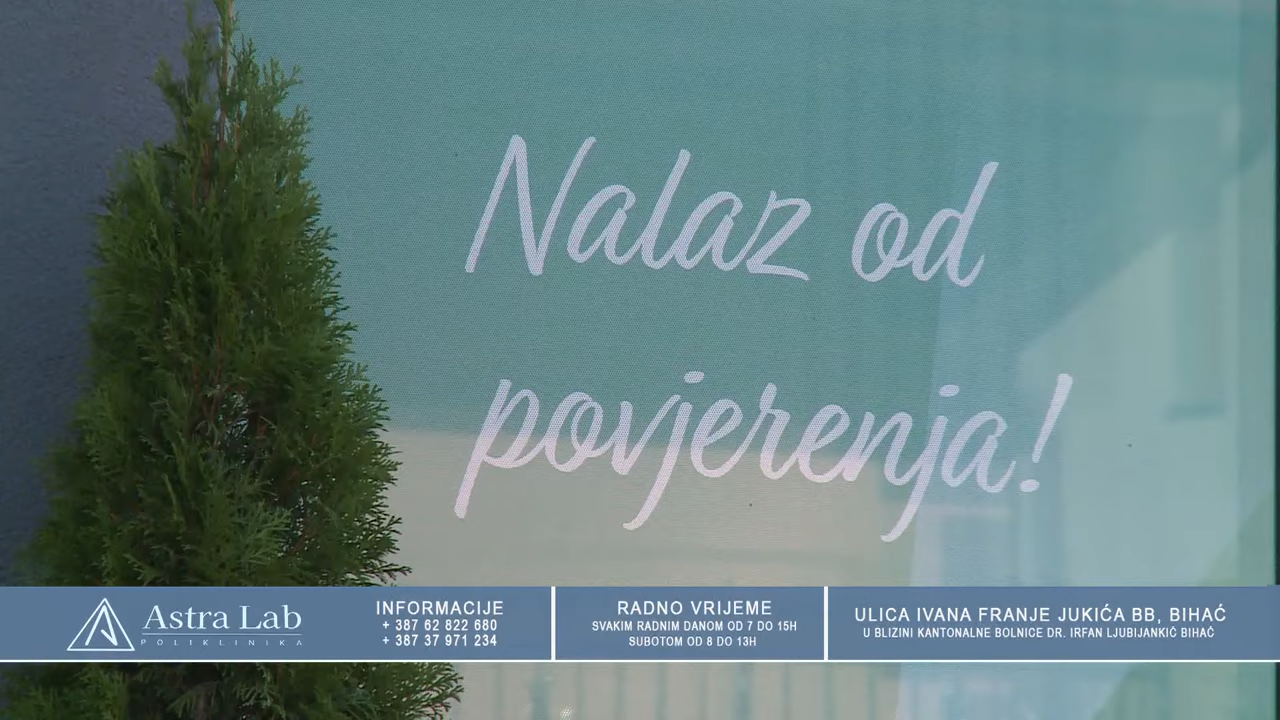 Nalaz od
povjerenja!
Astra Lab
POLIKLINIKA
INFORMACIJE
+ 387 62 822 680
+ 387 37 971 234
RADNO VRIJEME
SVAKIM RADNIM DANOM OD 7 DO 15H
SUBOTOM OD 8 DO 13H
ULICA IVANA FRANJE JUKIĆA BB, BIHAĆ
U BLIZINI KANTONALNE BOLNICE DR. IRFAN LJUBIJANKIĆ BIHAĆ